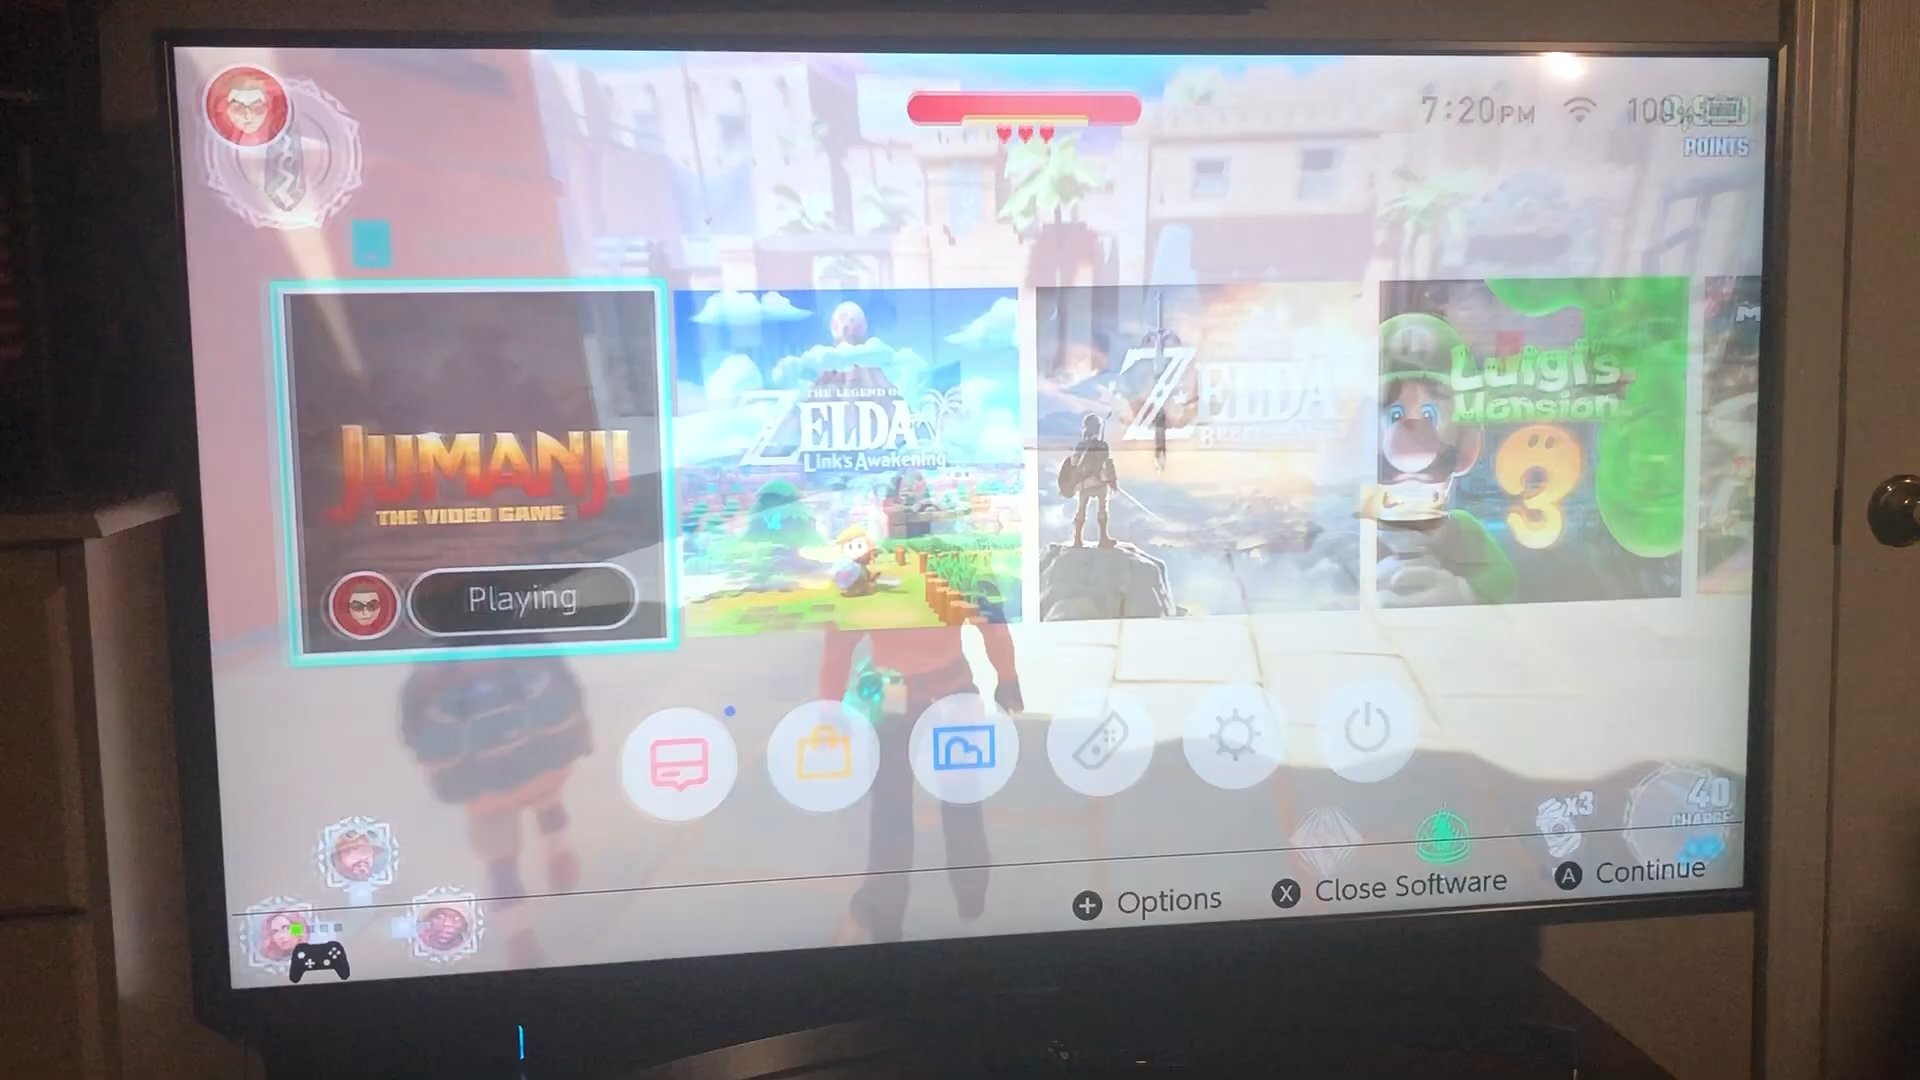 7:20PM
100%
POINTS
JUMANJI
THE VIDEO GAME
Playing
THE LEGEND OF
ZELDA
Link's Awakening
ZELDA
Luigi's
Mansion
3
M
x3
40
CHARGE
+ Options
X Close Software
A Continue